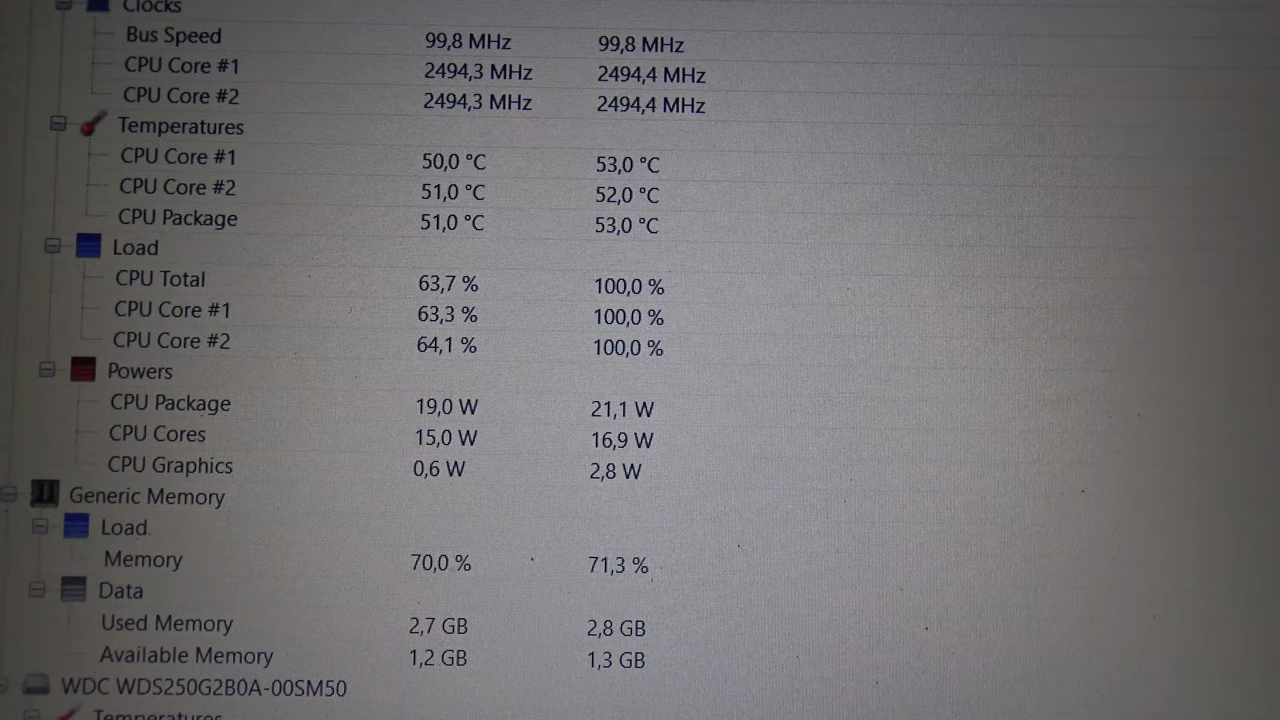 Clocks
Bus Speed 99,8 MHz 99,8 MHz
CPU Core #1 2494,3 MHz 2494,4 MHz
CPU Core #2 2494,3 MHz 2494,4 MHz
Temperatures
CPU Core #1 50,0 °C 53,0 °C
CPU Core #2 51,0 °C 52,0 °C
CPU Package 51,0 °C 53,0 °C
Load
CPU Total 63,7 % 100,0 %
CPU Core #1 63,3 % 100,0 %
CPU Core #2 64,1 % 100,0 %
Powers
CPU Package 19,0 W 21,1 W
CPU Cores 15,0 W 16,9 W
CPU Graphics 0,6 W 2,8 W
Generic Memory
Load
Memory 70,0 % 71,3 %
Data
Used Memory 2,7 GB 2,8 GB
Available Memory 1,2 GB 1,3 GB
WDC WDS250G2B0A-00SM50
Temperatures